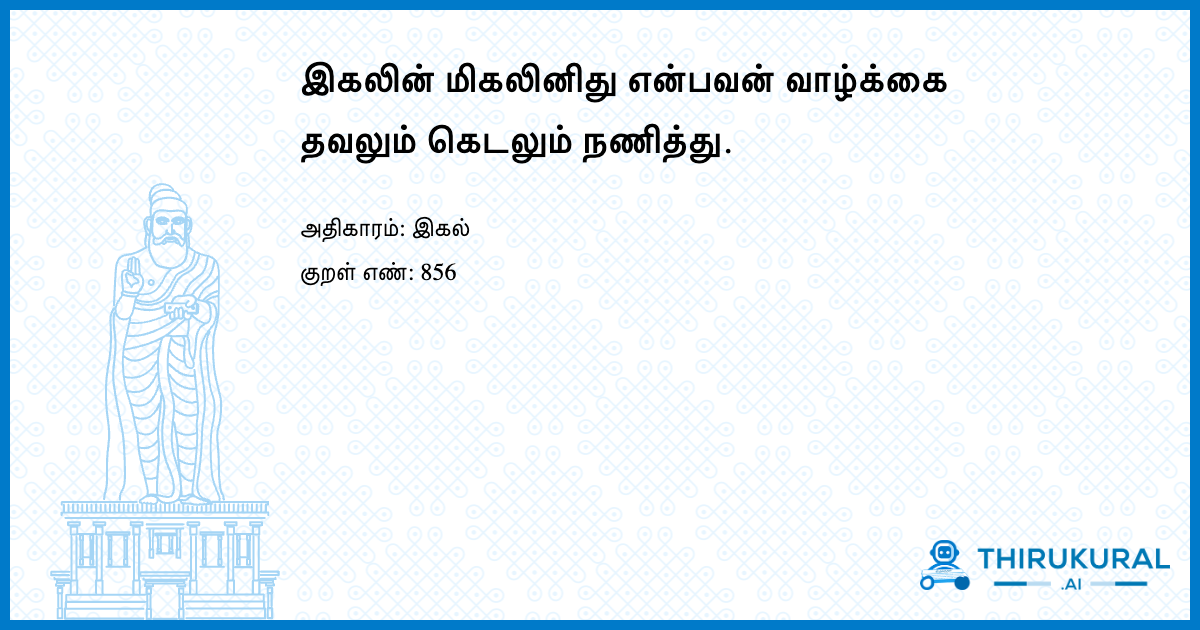 இகலின் மிகலினிது என்பவன் வாழ்க்கை
தவலும் கெடலும் நணித்து.
அதிகாரம்: இகல்
குறள் எண்: 856
THIRUKURAL
.AI